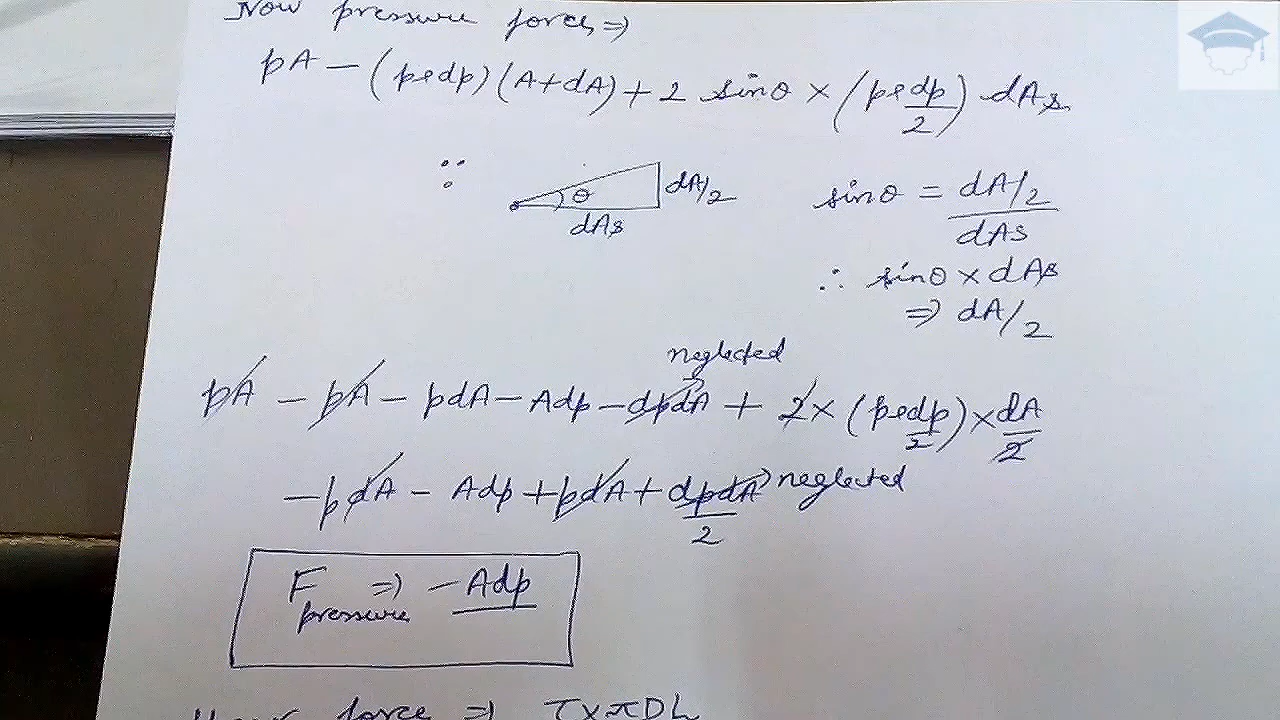 Now pressure force ⇒
pA - (p+dp)(A+dA) + 2 sinθ × (p+dp/2) dAs
∵ θ dA/2 dAs
sinθ = (dA/2)/dAs
∴ sinθ × dAs
⇒ dA/2
neglected
pA - pA - pdA - Adp - dpdA + 2 × (p+dp/2) × dA/2
- pdA - Adp + pdA + dpdA/2 → neglected
F pressure ⇒ - Adp
force ⇒ τ × πDL